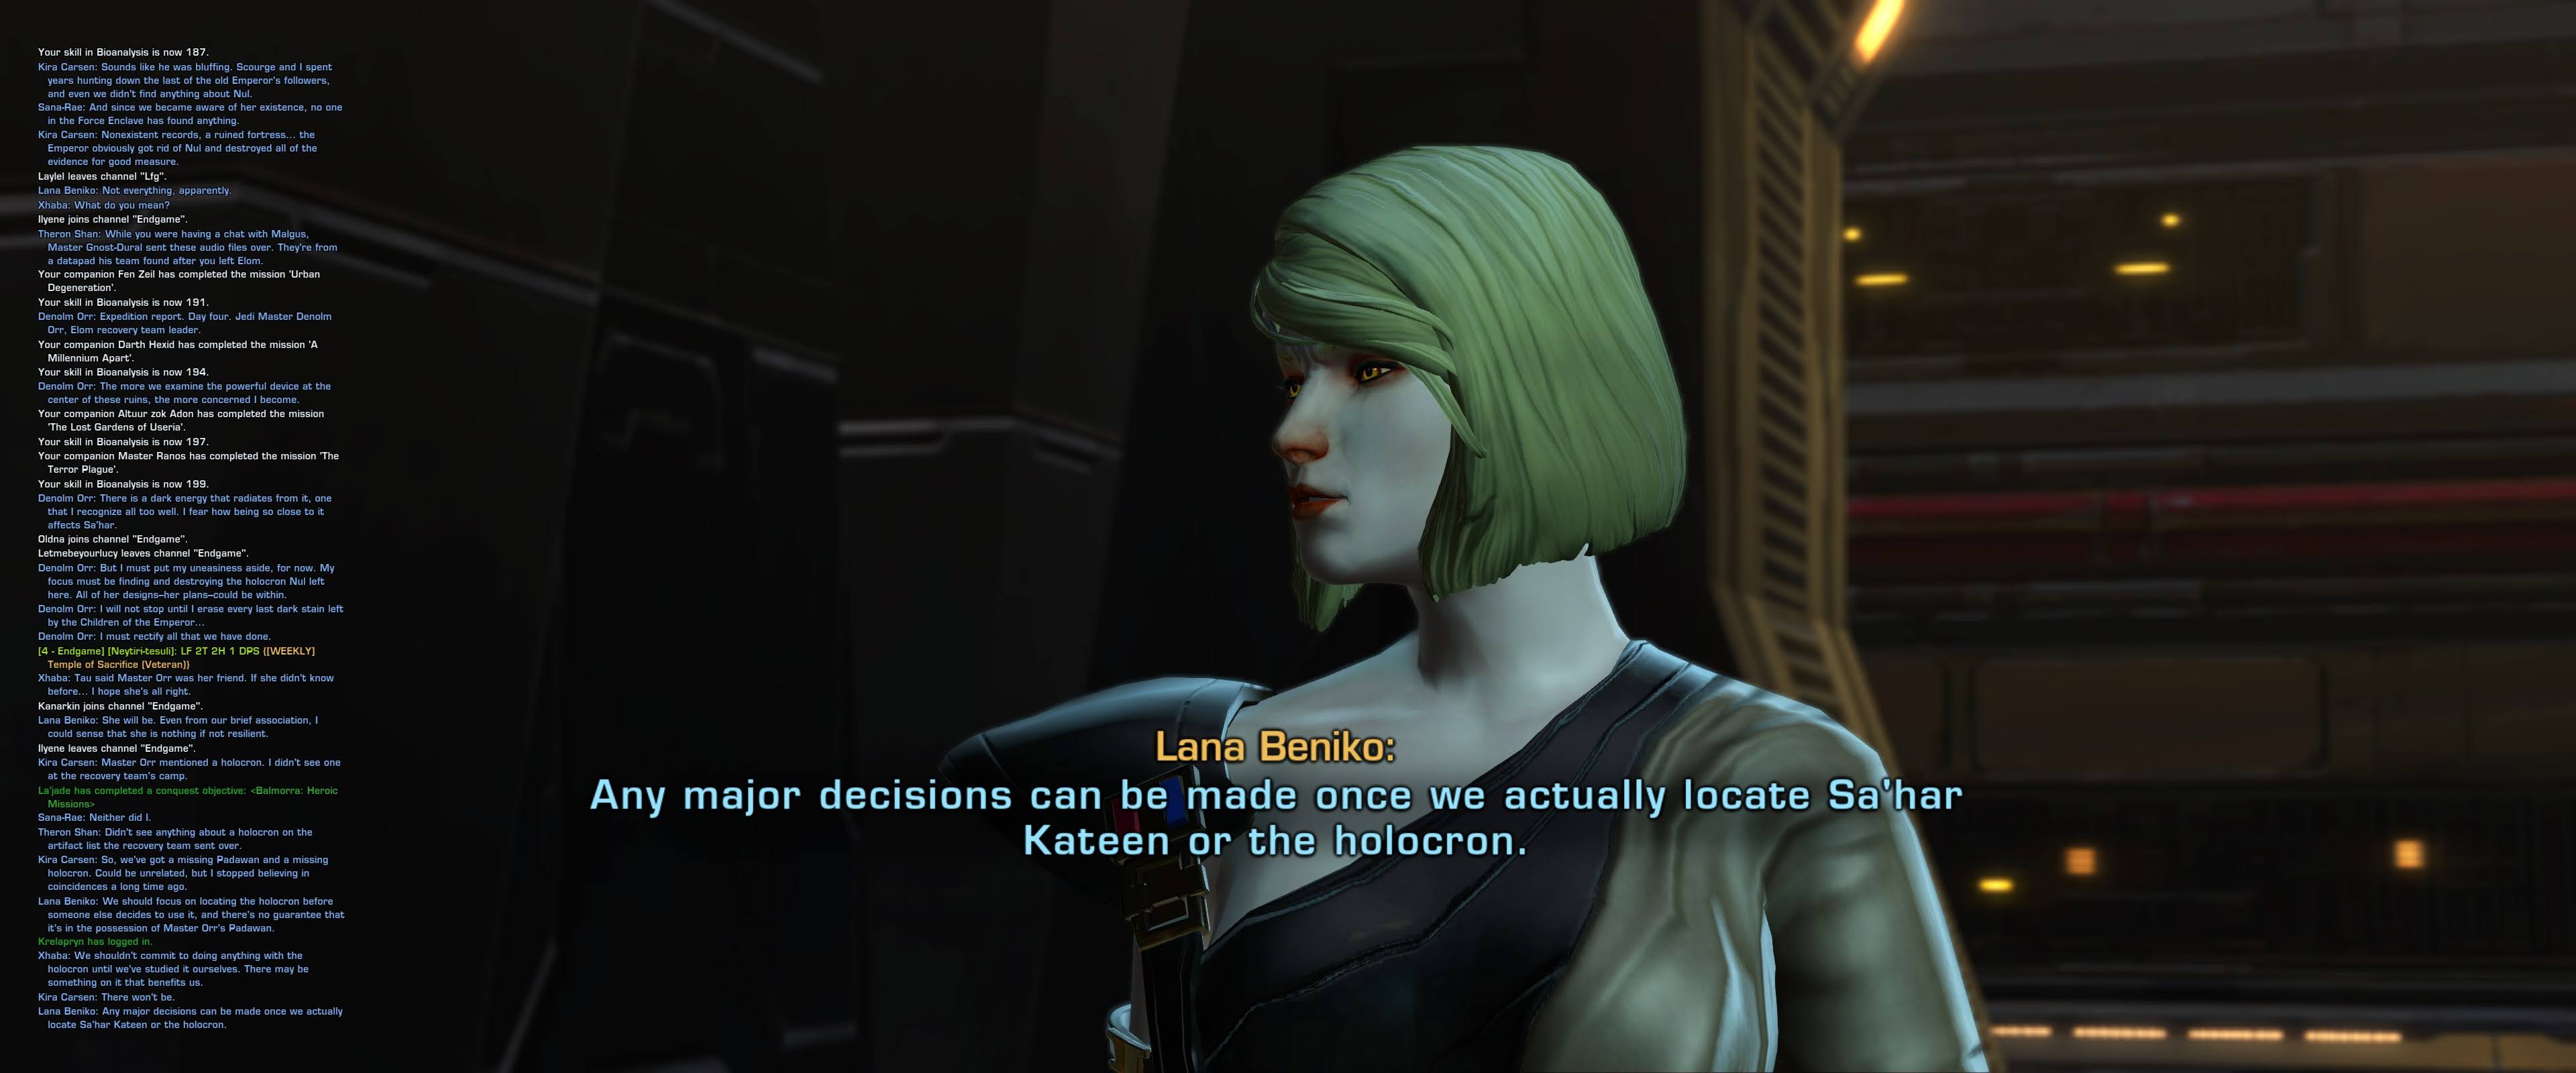 Your skill in Bioanalysis is now 187.
Kira Carsen: Sounds like he was bluffing. Scourge and I spent
years hunting down the last of the old Emperor's followers,
and even we didn't find anything about Nul.
Sana-Rae: And since we became aware of her existence, no one
in the Force Enclave has found anything.
Kira Carsen: Nonexistent records, a ruined fortress... the
Emperor obviously got rid of Nul and destroyed all of the
evidence for good measure.
Laylel leaves channel "Lfg".
Lana Beniko: Not everything, apparently.
Xhaba: What do you mean?
Ilyene joins channel "Endgame".
Theron Shan: While you were having a chat with Malgus,
Master Gnost-Dural sent these audio files over. They're from
a datapad his team found after you left Elom.
Your companion Fen Zeil has completed the mission 'Urban
Degeneration'.
Your skill in Bioanalysis is now 191.
Denolm Orr: Expedition report. Day four. Jedi Master Denolm
Orr, Elom recovery team leader.
Your companion Darth Hexid has completed the mission 'A
Millennium Apart'.
Your skill in Bioanalysis is now 194.
Denolm Orr: The more we examine the powerful device at the
center of these ruins, the more concerned I become.
Your companion Altuur zok Adon has completed the mission
'The Lost Gardens of Useria'.
Your skill in Bioanalysis is now 197.
Your companion Master Ranos has completed the mission 'The
Terror Plague'.
Your skill in Bioanalysis is now 199.
Denolm Orr: There is a dark energy that radiates from it, one
that I recognize all too well. I fear how being so close to it
affects Sa'har.
Oldna joins channel "Endgame".
Letmebeyourlucy leaves channel "Endgame".
Denolm Orr: But I must put my uneasiness aside, for now. My
focus must be finding and destroying the holocron Nul left
here. All of her designs—her plans—could be within.
Denolm Orr: I will not stop until I erase every last dark stain left
by the Children of the Emperor...
Denolm Orr: I must rectify all that we have done.
[4 - Endgame] [Neytiri-tesuli]: LF 2T 2H 1 DPS {[WEEKLY]
Temple of Sacrifice (Veteran)}
Xhaba: Tau said Master Orr was her friend. If she didn't know
before... I hope she's all right.
Kanarkin joins channel "Endgame".
Lana Beniko: She will be. Even from our brief association, I
could sense that she is nothing if not resilient.
Ilyene leaves channel "Endgame".
Kira Carsen: Master Orr mentioned a holocron. I didn't see one
at the recovery team's camp.
La'jade has completed a conquest objective: <Balmorra: Heroic
Missions>
Sana-Rae: Neither did I.
Theron Shan: Didn't see anything about a holocron on the
artifact list the recovery team sent over.
Kira Carsen: So, we've got a missing Padawan and a missing
holocron. Could be unrelated, but I stopped believing in
coincidences a long time ago.
Lana Beniko: We should focus on locating the holocron before
someone else decides to use it, and there's no guarantee that
it's in the possession of Master Orr's Padawan.
Krelapryn has logged in.
Xhaba: We shouldn't commit to doing anything with the
holocron until we've studied it ourselves. There may be
something on it that benefits us.
Kira Carsen: There won't be.
Lana Beniko: Any major decisions can be made once we actually
locate Sa'har Kateen or the holocron.
Lana Beniko:
Any major decisions can be made once we actually locate Sa'har
Kateen or the holocron.